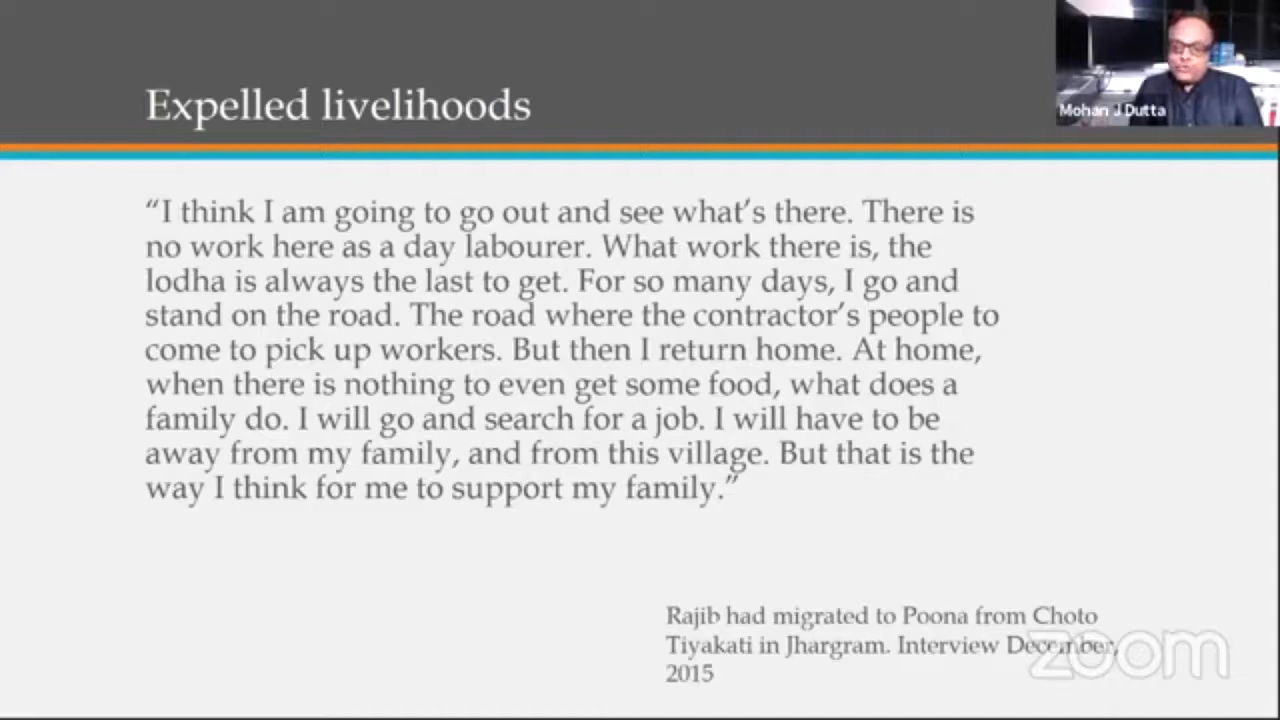 Expelled livelihoods
Mohan J Dutta
“I think I am going to go out and see what’s there. There is
no work here as a day labourer. What work there is, the
lodha is always the last to get. For so many days, I go and
stand on the road. The road where the contractor’s people to
come to pick up workers. But then I return home. At home,
when there is nothing to even get some food, what does a
family do. I will go and search for a job. I will have to be
away from my family, and from this village. But that is the
way I think for me to support my family.”
Rajib had migrated to Poona from Choto
Tiyakati in Jhargram. Interview December,
2015
zoom